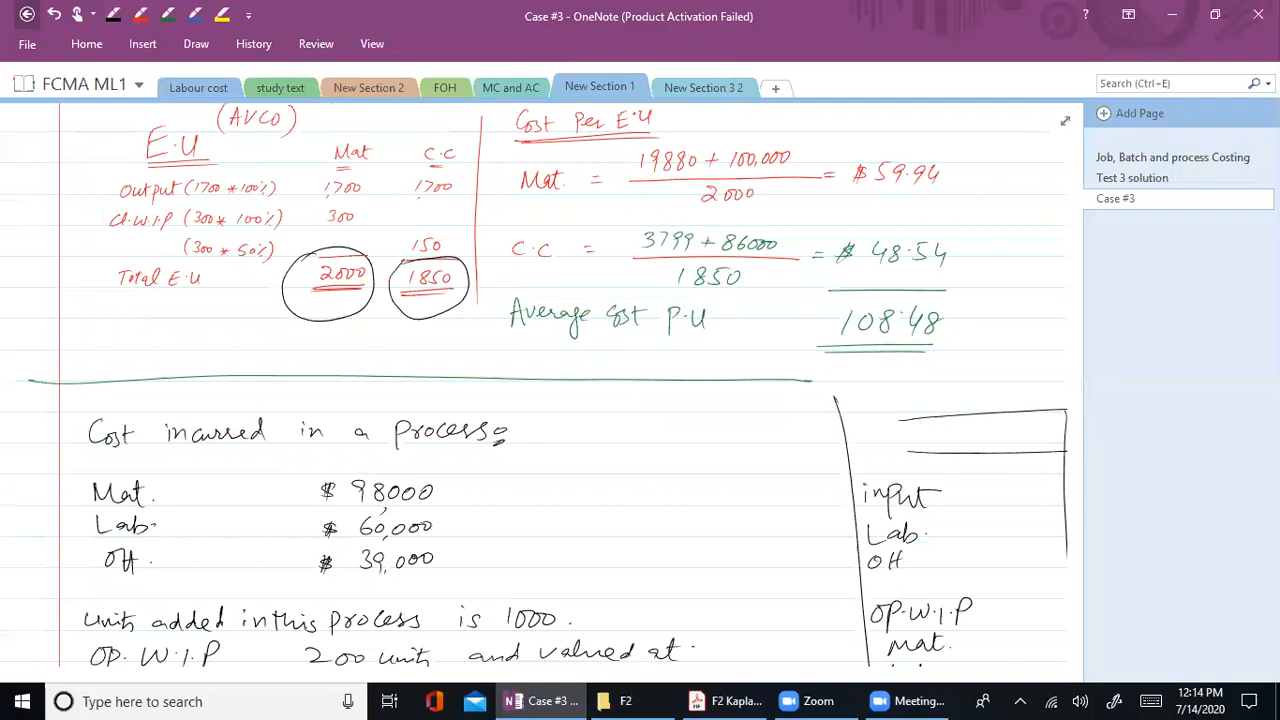 Case #3 - OneNote (Product Activation Failed)
?
File Home Insert Draw History Review View
FCMA ML1
Labour cost study text New Section 2 FOH MC and AC New Section 1 New Section 3 2
Search (Ctrl+E)
Add Page
Job, Batch and process Costing
Test 3 solution
Case #3
(AVCO)
E.U Mat C.C
Output (1700 * 100%) 1,700 1,700
Cl.W.I.P (300 * 100%) 300
(300 * 50%) 150
Total E.U 2000 1850
Cost Per E.U
Mat. = 19880 + 100,000 / 2000 = $59.94
C.C = 3799 + 86000 / 1850 = $48.54
Average Cost P.U 108.48
Cost incurred in a Process:
Mat. $ 98000
Lab. $ 60,000
OH. $ 39,000
units added in this process is 1000.
OP. W.I.P 200 units and valued at.
input
Lab.
OH
OP.W.I.P
Mat.
Type here to search
Case #3 ...
F2
F2 Kapla...
Zoom
Meeting...
12:14 PM
7/14/2020